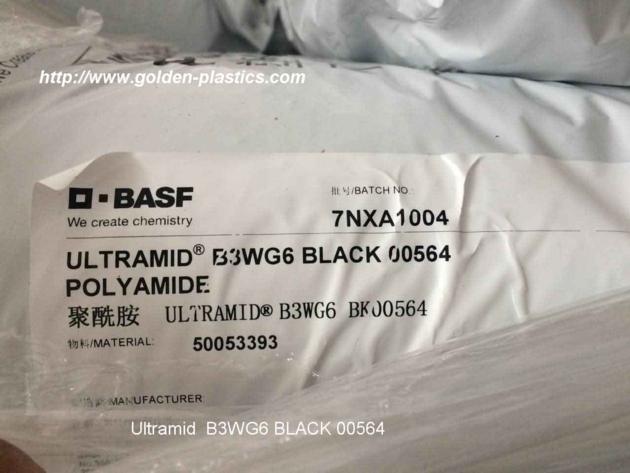 http://www.golden-plastics.com
BASF
We create chemistry
批号/BATCH NO.:
7NXA1004
ULTRAMID® B3WG6 BLACK 00564
POLYAMIDE
聚酰胺 ULTRAMID® B3WG6 BK00564
物料/MATERIAL: 50053393
MANUFACTURER
Ultramid B3WG6 BLACK 00564